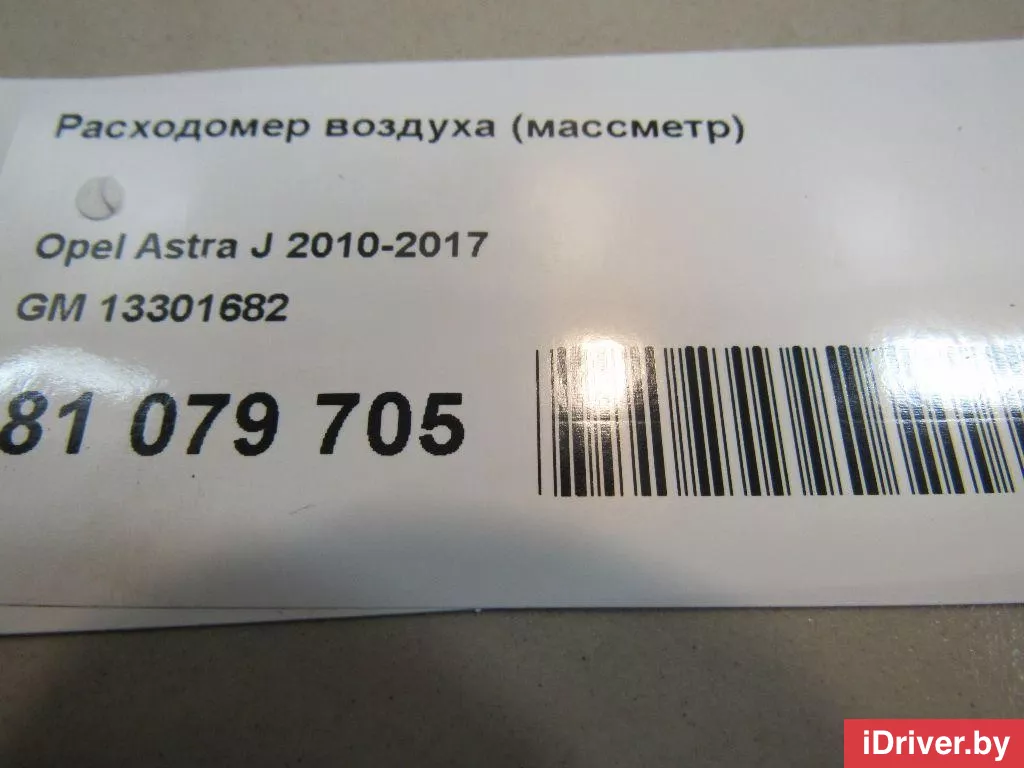 Расходомер воздуха (массметр)
Opel Astra J 2010-2017
GM 13301682
81 079 705
iDriver.by